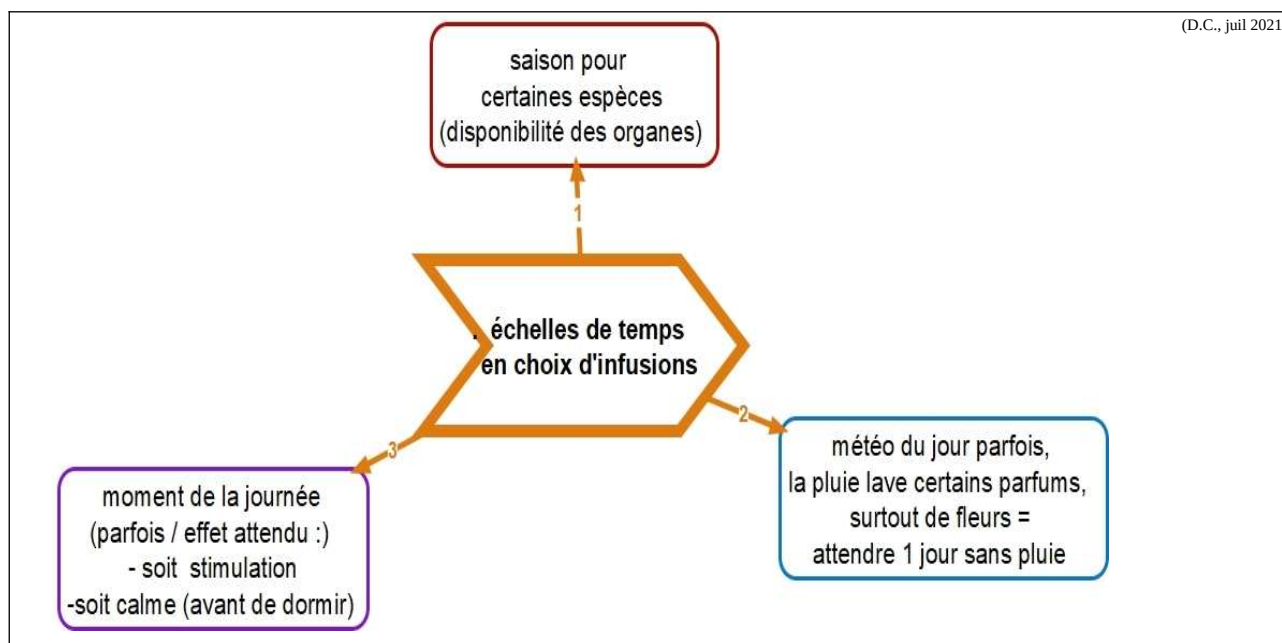 (D.C., juil 2021
saison pour
certaines espèces
(disponibilité des organes)
1
. échelles de temps
en choix d'infusions
2
météo du jour parfois,
la pluie lave certains parfums,
surtout de fleurs =
attendre 1 jour sans pluie
3
moment de la journée
(parfois / effet attendu :)
- soit stimulation
-soit calme (avant de dormir)